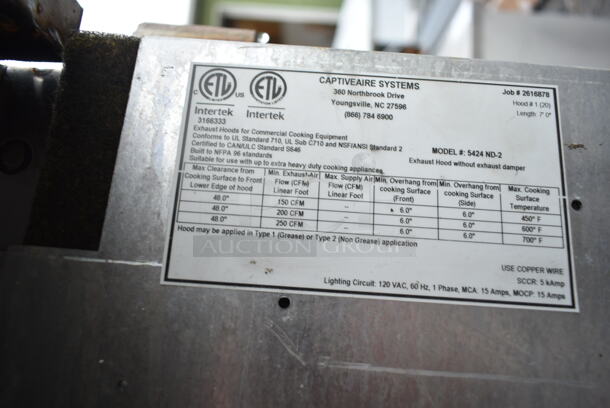 C ETL US ETL
Intertek Intertek
3166333
CAPTIVEAIRE SYSTEMS
360 Northbrook Drive
Youngsville, NC 27596
(866) 784 6900
Job # 2616878
Hood # 1 (20)
Length: 7' 0"
Exhaust Hoods for Commercial Cooking Equipment
Conforms to UL Standard 710, UL Sub C710 and NSF/ANSI Standard 2
Certified to CAN/ULC Standard S646
Built to NFPA 96 standards
Suitable for use with up to extra heavy duty cooking appliances.
MODEL #: 5424 ND-2
Exhaust Hood without exhaust damper
Max Clearance from Cooking Surface to Front Lower Edge of hood
Min. Exhaust Air Flow (CFM) Linear Foot
Max. Supply Air Flow (CFM) Linear Foot
Min. Overhang from cooking Surface (Front)
Min. Overhang from cooking Surface (Side)
Max. Cooking Surface Temperature
48.0" 150 CFM -- 6.0" 6.0" 450° F
48.0" 200 CFM -- 6.0" 6.0" 600° F
48.0" 250 CFM -- 6.0" 6.0" 700° F
Hood may be applied in Type 1 (Grease) or Type 2 (Non Grease) application
AUCTION GROUP
USE COPPER WIRE
SCCR: 5 kAmp
Lighting Circuit: 120 VAC, 60 Hz, 1 Phase, MCA: 15 Amps, MOCP: 15 Amps